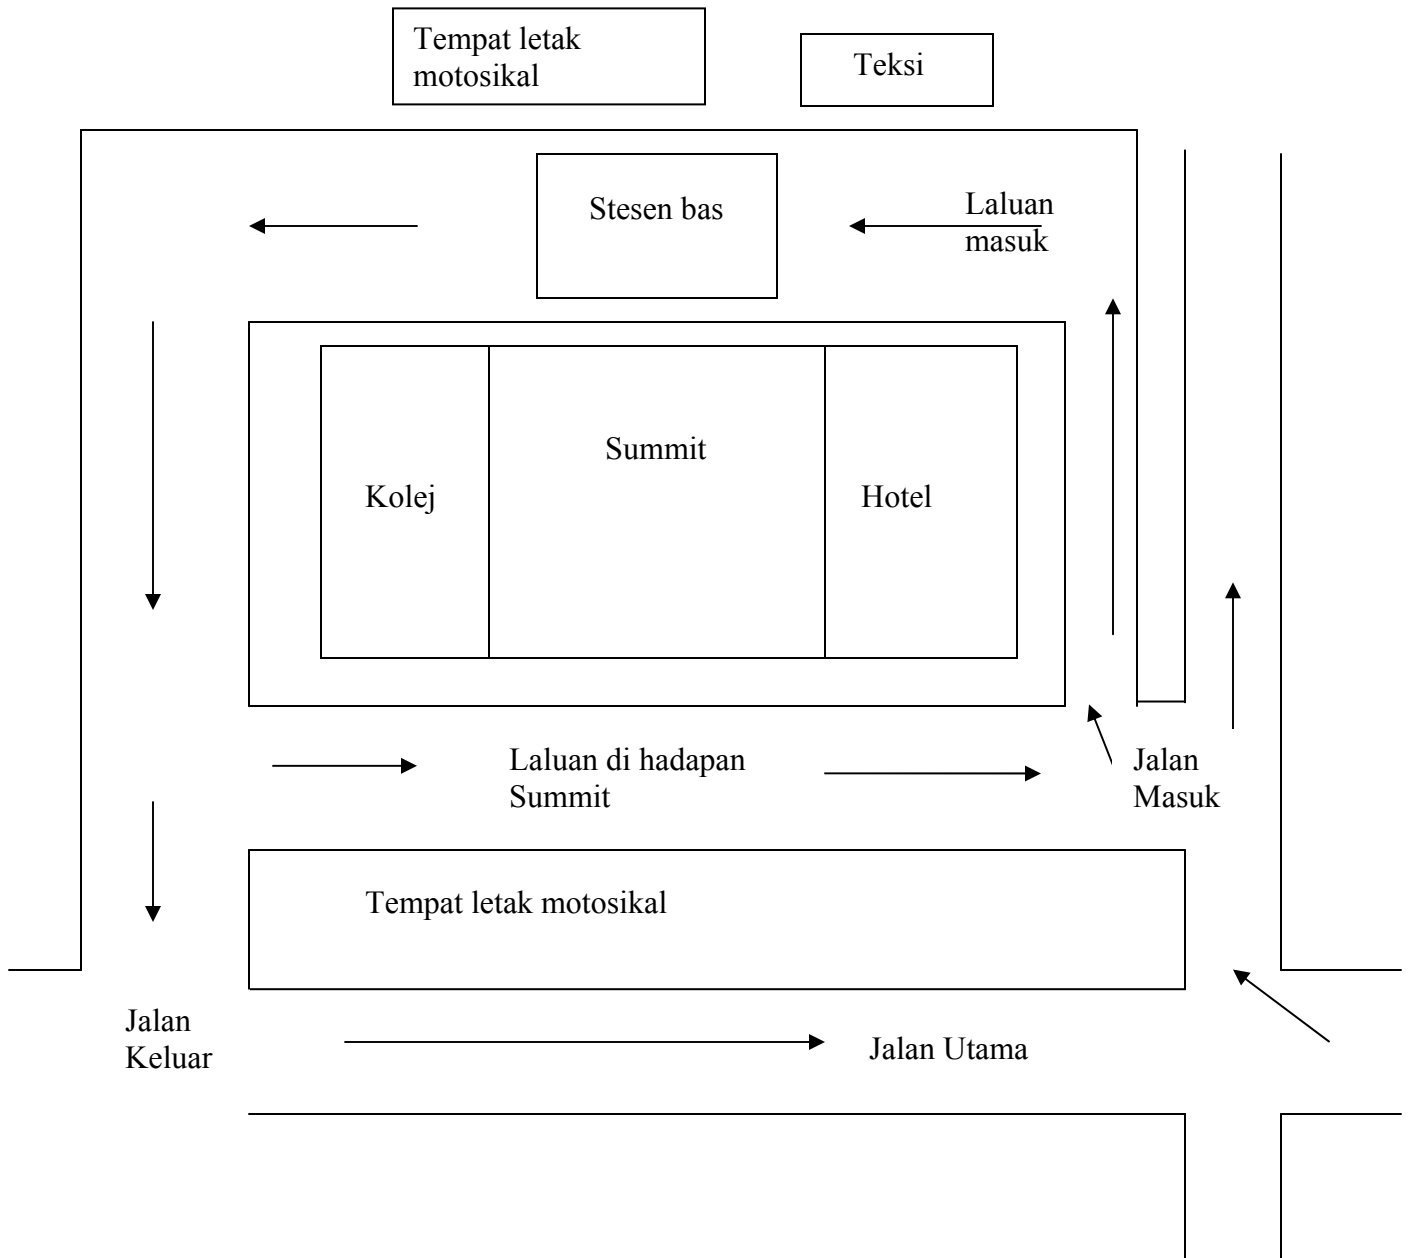 Tempat letak
motosikal
Teksi
Stesen bas
Laluan
masuk
Summit
Kolej
Hotel
Laluan di hadapan
Summit
Jalan
Masuk
Tempat letak motosikal
Jalan
Keluar
Jalan Utama